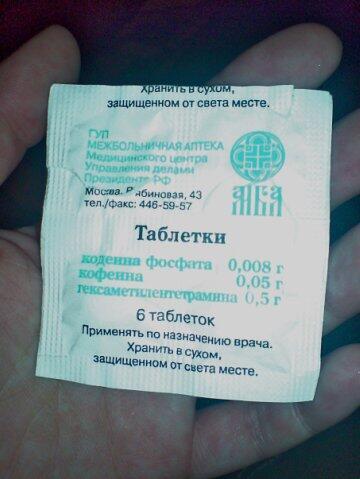 Хранить в сухом,
защищенном от света месте.
ГУП
МЕЖБОЛЬНИЧНАЯ АПТЕКА
Медицинского центра
Управления делами
Президента РФ
Москва, Рябиновая, 43
тел./факс: 446-59-57
МБА
Таблетки
кодеина фосфата 0,008 г
кофеина 0,05 г
гексаметилентетрамина 0,5 г
6 таблеток
Применять по назначению врача.
Хранить в сухом,
защищенном от света месте.